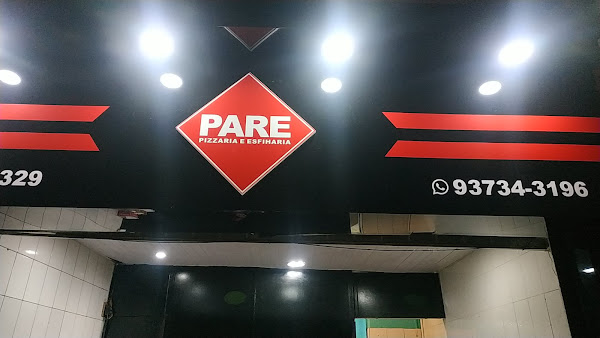 PARE
PIZZARIA E ESFIHARIA
329
93734-3196